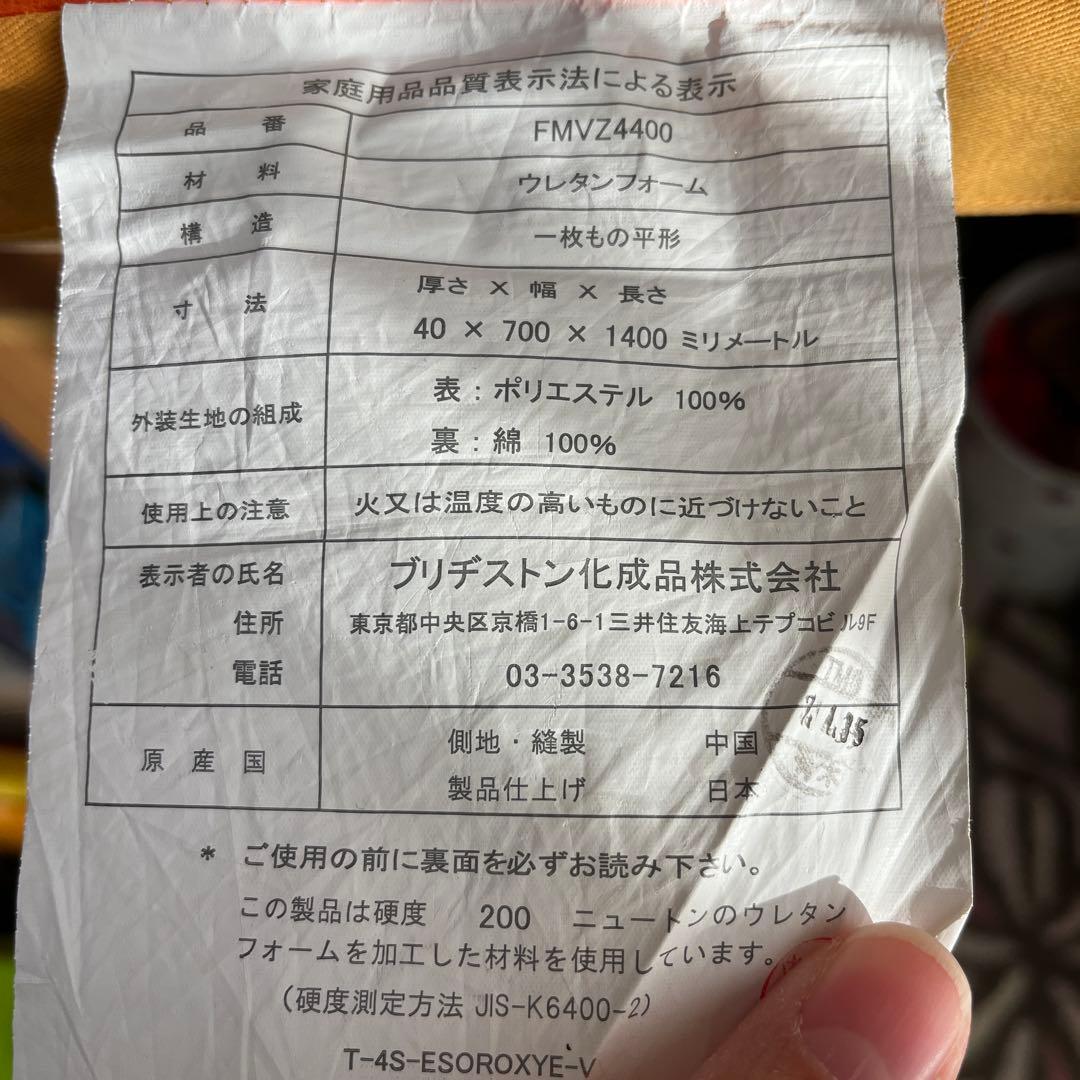 家庭用品品質表示法による表示
品番 FMVZ4400
材料 ウレタンフォーム
構造 一枚もの平形
寸法 厚さ × 幅 × 長さ
40 × 700 × 1400 ミリメートル
外装生地の組成 表：ポリエステル 100%
裏：綿 100%
使用上の注意 火又は温度の高いものに近づけないこと
表示者の氏名 ブリヂストン化成品株式会社
住所 東京都中央区京橋1-6-1三井住友海上テプコビル9F
電話 03-3538-7216
原産国 側地・縫製 中国
製品仕上げ 日本
* ご使用の前に裏面を必ずお読み下さい。
この製品は硬度 200 ニュートンのウレタン
フォームを加工した材料を使用しています。
（硬度測定方法 JIS-K6400-2）
T-4S-ESOROXYE-V